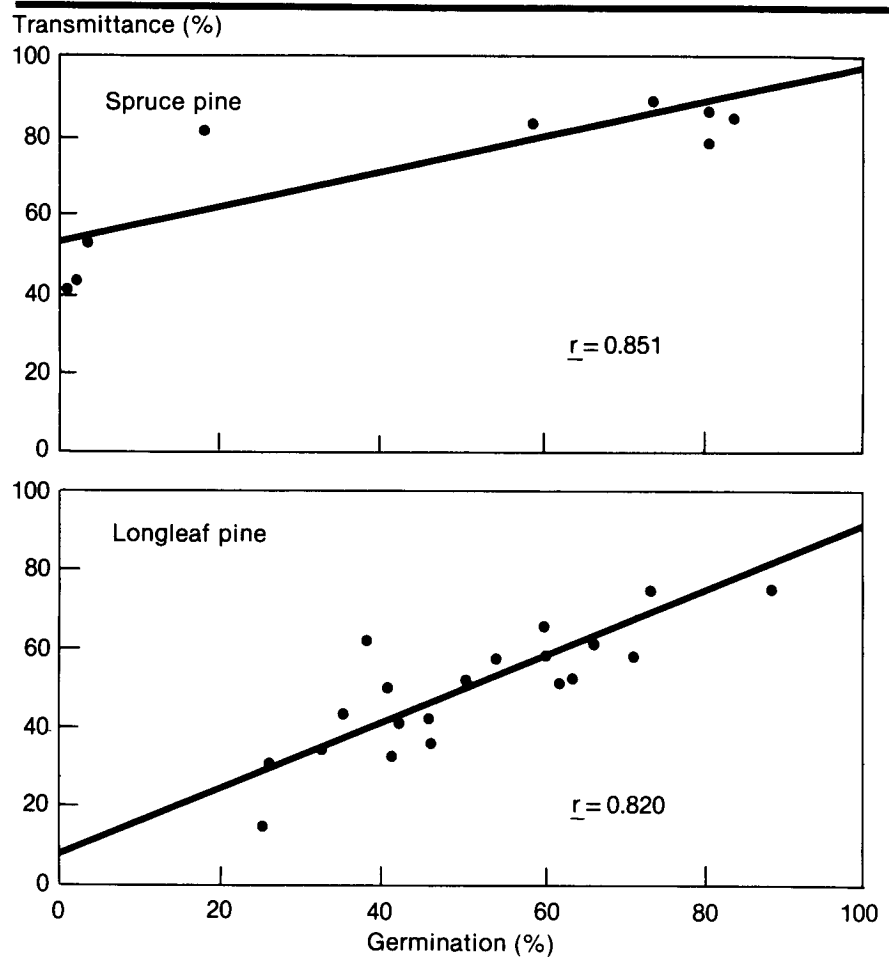 Transmittance (%)
100
Spruce pine
80
60
40
r = 0.851
20
0
100
Longleaf pine
80
60
40
r = 0.820
20
0
0 20 40 60 80 100
Germination (%)